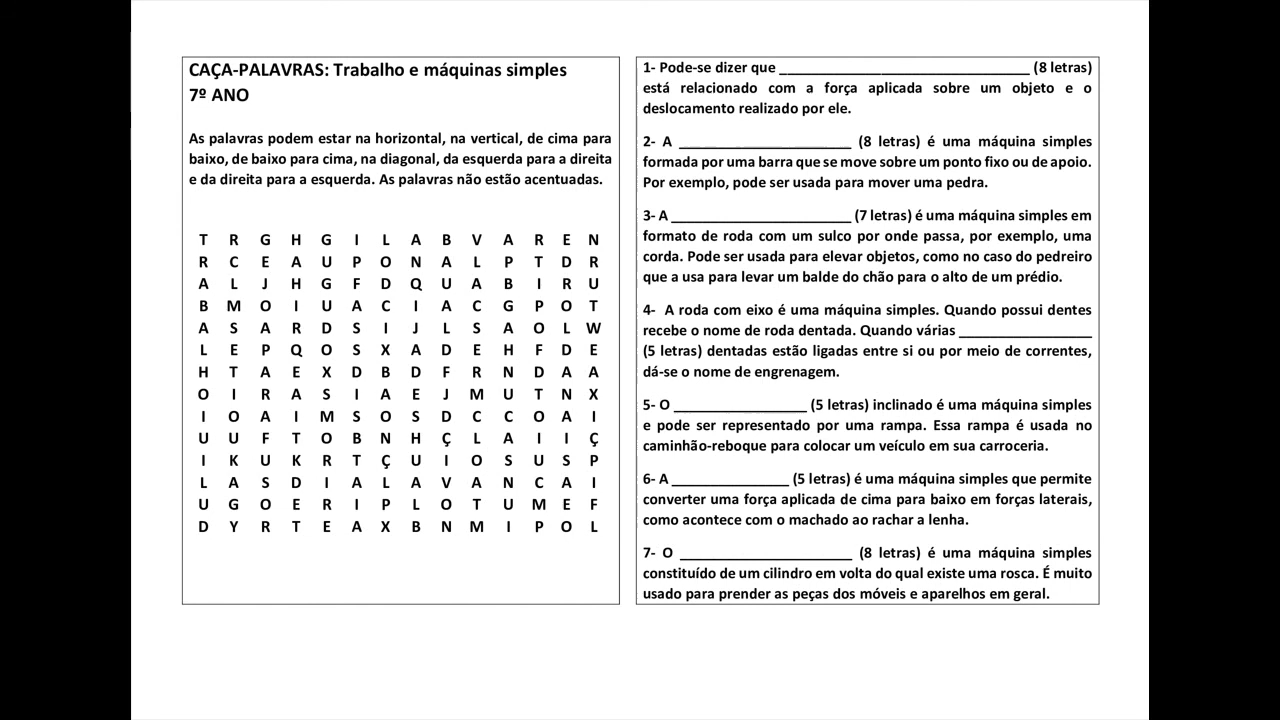 CAÇA-PALAVRAS: Trabalho e máquinas simples
7º ANO
As palavras podem estar na horizontal, na vertical, de cima para
baixo, de baixo para cima, na diagonal, da esquerda para a direita
e da direita para a esquerda. As palavras não estão acentuadas.
T R G H G I L A B V A R E N
R C E A U P O N A L P T D R
A L J H G F D Q U A B I R U
B M O I U A C I A C G P O T
A S A R D S I J L S A O L W
L E P Q O S X A D E H F D E
H T A E X D B D F R N D A A
O I R A S I A E J M U T N X
I O A I M S O S D C C O A I
U U F T O B N H Ç L A I I Ç
I K U K R T Ç U I O S U S P
L A S D I A L A V A N C A I
U G O E R I P L O T U M E F
D Y R T E A X B N M I P O L
1- Pode-se dizer que ______________________________ (8 letras)
está relacionado com a força aplicada sobre um objeto e o
deslocamento realizado por ele.
2- A ____________________ (8 letras) é uma máquina simples
formada por uma barra que se move sobre um ponto fixo ou de apoio.
Por exemplo, pode ser usada para mover uma pedra.
3- A _____________________ (7 letras) é uma máquina simples em
formato de roda com um sulco por onde passa, por exemplo, uma
corda. Pode ser usada para elevar objetos, como no caso do pedreiro
que a usa para levar um balde do chão para o alto de um prédio.
4- A roda com eixo é uma máquina simples. Quando possui dentes
recebe o nome de roda dentada. Quando várias ________________
(5 letras) dentadas estão ligadas entre si ou por meio de correntes,
dá-se o nome de engrenagem.
5- O ________________ (5 letras) inclinado é uma máquina simples
e pode ser representado por uma rampa. Essa rampa é usada no
caminhão-reboque para colocar um veículo em sua carroceria.
6- A ______________ (5 letras) é uma máquina simples que permite
converter uma força aplicada de cima para baixo em forças laterais,
como acontece com o machado ao rachar a lenha.
7- O ____________________ (8 letras) é uma máquina simples
constituído de um cilindro em volta do qual existe uma rosca. É muito
usado para prender as peças dos móveis e aparelhos em geral.